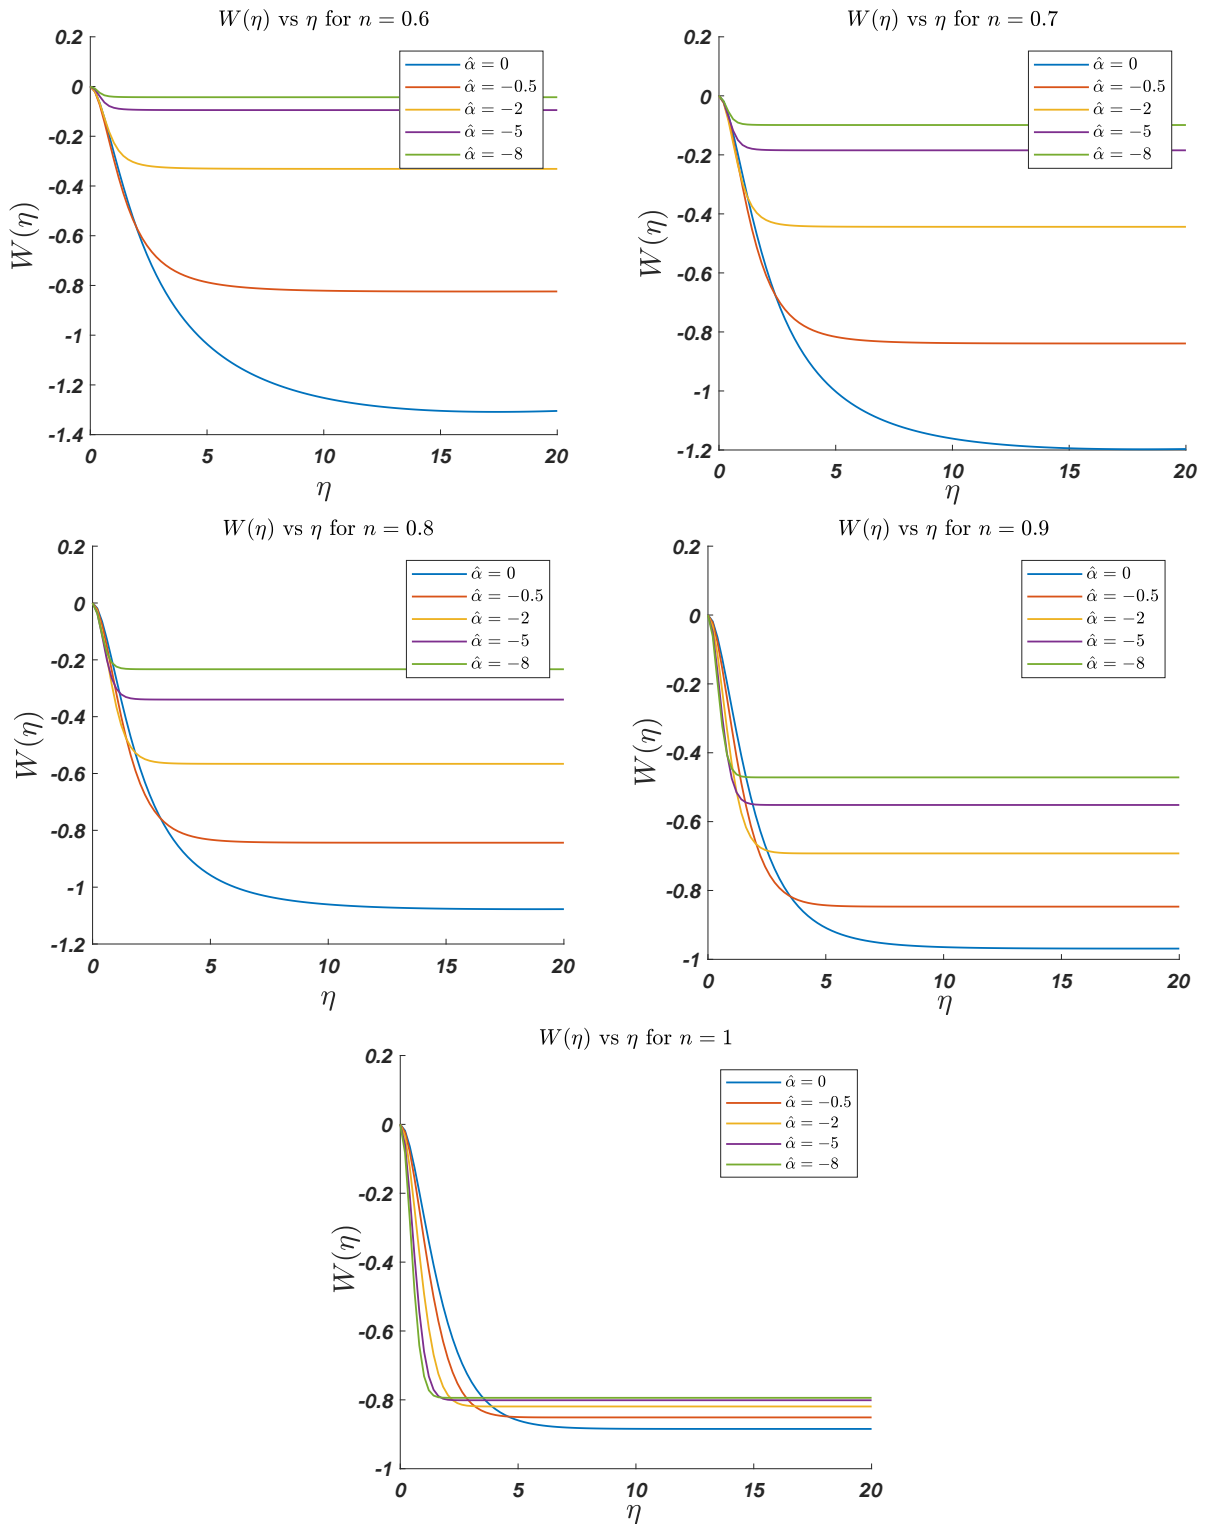 W(η) vs η for n = 0.6
0.2
0
-0.2
-0.4
-0.6
-0.8
-1
-1.2
-1.4
0 5 10 15 20
W(η)
η
α̂ = 0
α̂ = −0.5
α̂ = −2
α̂ = −5
α̂ = −8
W(η) vs η for n = 0.7
0.2
0
-0.2
-0.4
-0.6
-0.8
-1
-1.2
0 5 10 15 20
W(η)
η
α̂ = 0
α̂ = −0.5
α̂ = −2
α̂ = −5
α̂ = −8
W(η) vs η for n = 0.8
0.2
0
-0.2
-0.4
-0.6
-0.8
-1
-1.2
0 5 10 15 20
W(η)
η
α̂ = 0
α̂ = −0.5
α̂ = −2
α̂ = −5
α̂ = −8
W(η) vs η for n = 0.9
0.2
0
-0.2
-0.4
-0.6
-0.8
-1
0 5 10 15 20
W(η)
η
α̂ = 0
α̂ = −0.5
α̂ = −2
α̂ = −5
α̂ = −8
W(η) vs η for n = 1
0.2
0
-0.2
-0.4
-0.6
-0.8
-1
0 5 10 15 20
W(η)
η
α̂ = 0
α̂ = −0.5
α̂ = −2
α̂ = −5
α̂ = −8